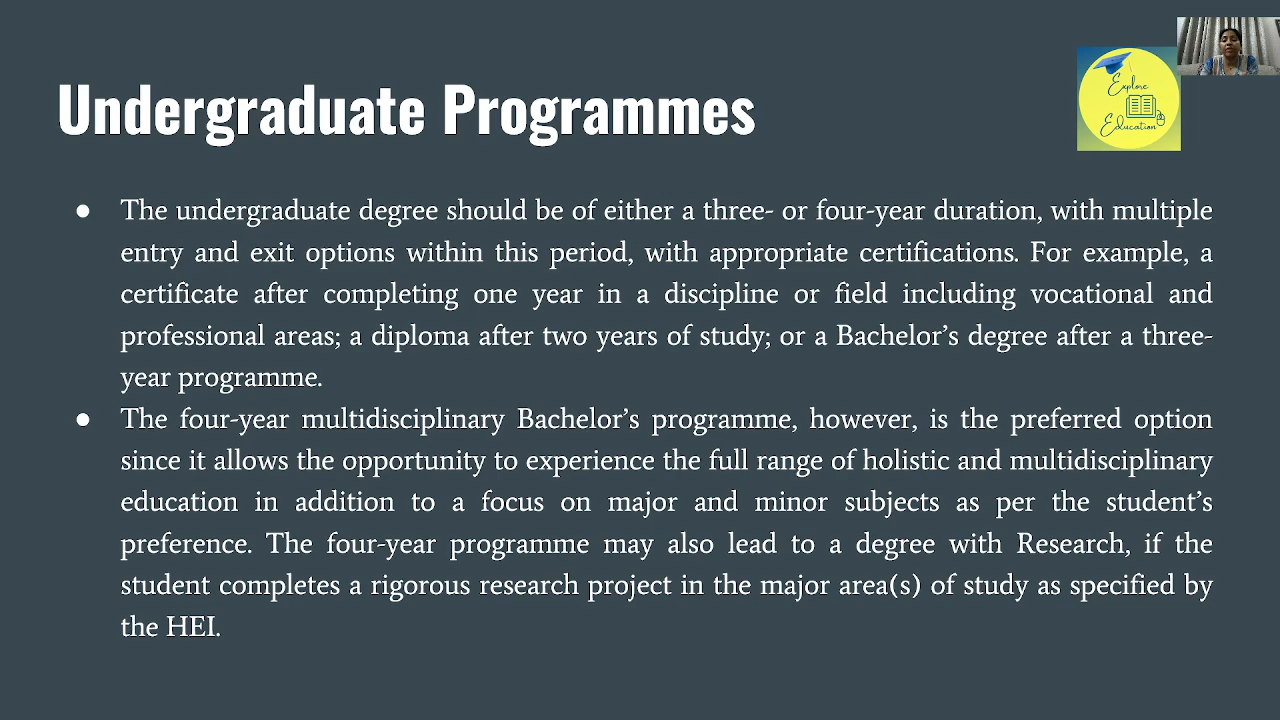 Undergraduate Programmes
Explore
Education
● The undergraduate degree should be of either a three- or four-year duration, with multiple
entry and exit options within this period, with appropriate certifications. For example, a
certificate after completing one year in a discipline or field including vocational and
professional areas; a diploma after two years of study; or a Bachelor’s degree after a three-
year programme.
● The four-year multidisciplinary Bachelor’s programme, however, is the preferred option
since it allows the opportunity to experience the full range of holistic and multidisciplinary
education in addition to a focus on major and minor subjects as per the student’s
preference. The four-year programme may also lead to a degree with Research, if the
student completes a rigorous research project in the major area(s) of study as specified by
the HEI.